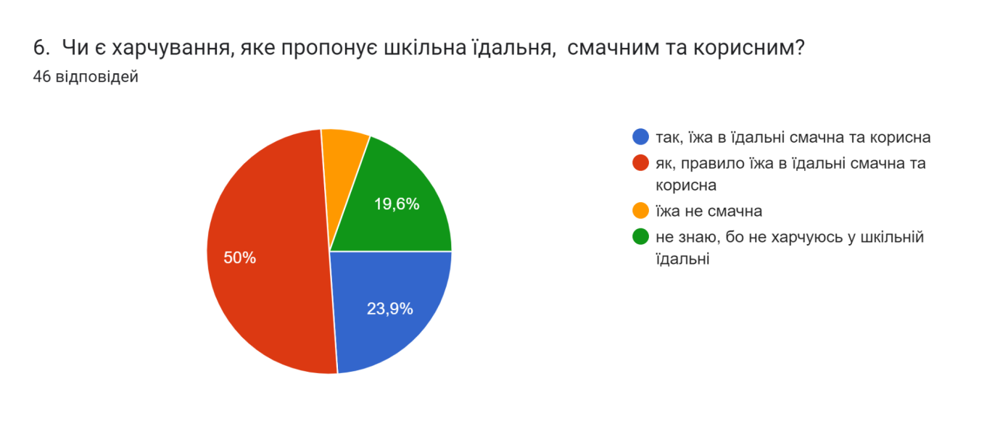 6. Чи є харчування, яке пропонує шкільна їдальня, смачним та корисним?
46 відповідей
19,6%
50%
23,9%
так, їжа в їдальні смачна та корисна
як, правило їжа в їдальні смачна та
корисна
їжа не смачна
не знаю, бо не харчуюсь у шкільній
їдальні